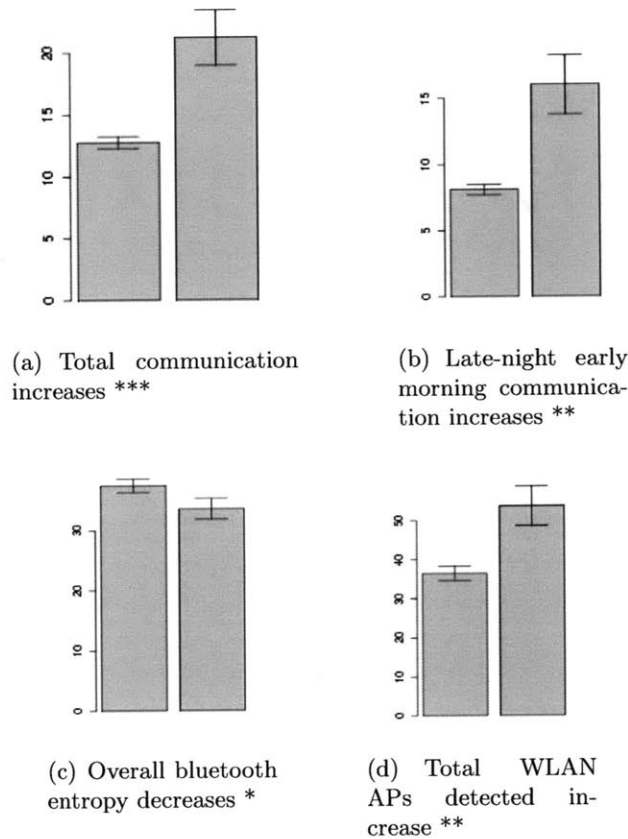 20
15
10
5
0
15
10
5
0
(a) Total communication
increases ***
(b) Late-night early
morning communica-
tion increases **
30
20
10
0
50
40
30
20
10
0
(c) Overall bluetooth
entropy decreases *
(d) Total WLAN
APs detected in-
crease **